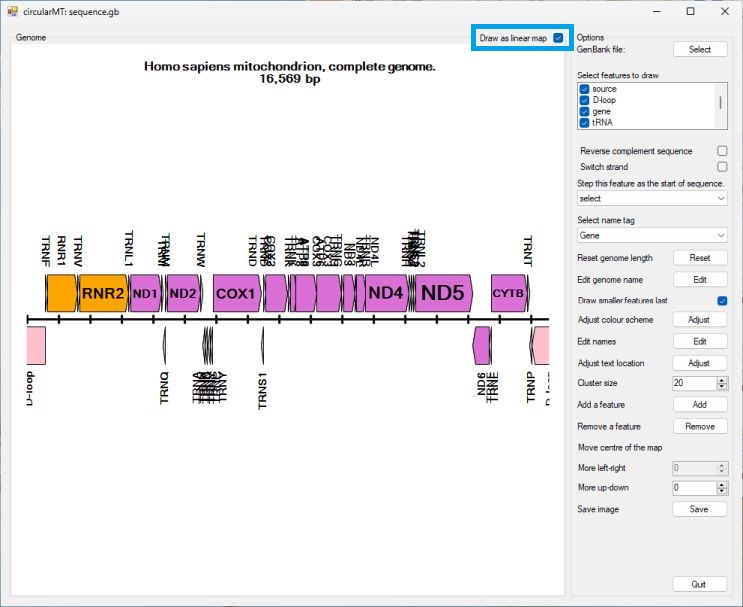 circularMT: sequence.gb
Genome
Draw as linear map
Options
GenBank file:
Select
Homo sapiens mitochondrion, complete genome.
16,569 bp
Select features to draw
source
D-loop
gene
tRNA
Reverse complement sequence
Switch strand
Step this feature as the start of sequence.
select
Select name tag
Gene
Reset genome length
Reset
Edit genome name
Edit
Draw smaller features last
Adjust colour scheme
Adjust
Edit names
Edit
Adjust text location
Adjust
Cluster size
20
Add a feature
Add
Remove a feature
Remove
Move centre of the map
More left-right
0
More up-down
0
Save image
Save
Quit
TRNF
RNR1
TRNV
TRNL1
TRNW
TRND
ND4L
TRNL2
TRNT
RNR2
ND1
ND2
COX1
ND4
ND5
CYTB
D-loop
TRNQ
TRNA
TRNY
TRNS1
ND6
TRNE
TRNP
D-loop